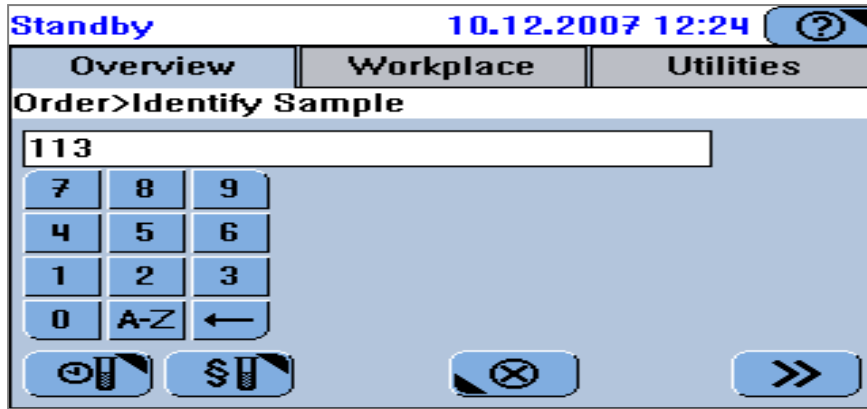 Standby 10.12.2007 12:24 ?
Overview Workplace Utilities
Order>Identify Sample
113
7 8 9
4 5 6
1 2 3
0 A-Z ←
§ >>